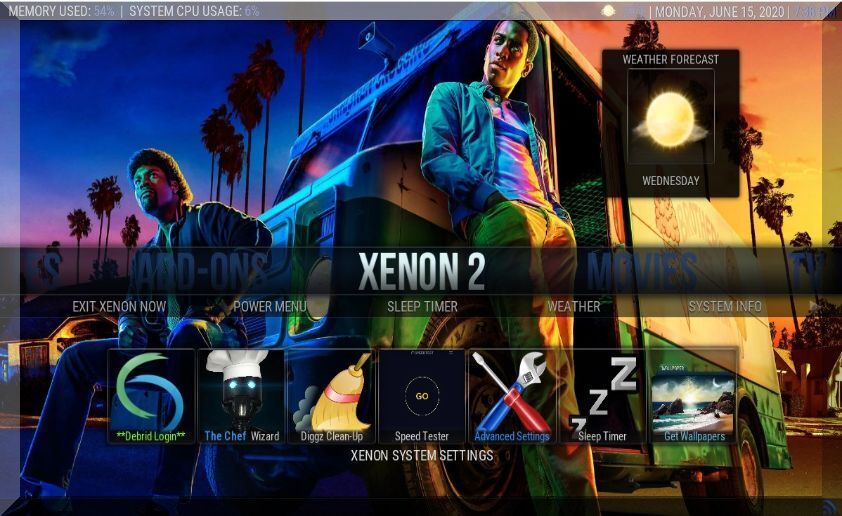 MEMORY USED: 54% | SYSTEM CPU USAGE: 6%
| MONDAY, JUNE 15, 2020 |
WEATHER FORECAST
WEDNESDAY
ADD-ONS XENON 2 MOVIES TV
EXIT XENON NOW POWER MENU SLEEP TIMER WEATHER SYSTEM INFO
GO
Z
Z
Z
**Debrid Login** The Chef Wizard Diggz Clean-Up Speed Tester Advanced Settings Sleep Timer Get Wallpapers
XENON SYSTEM SETTINGS